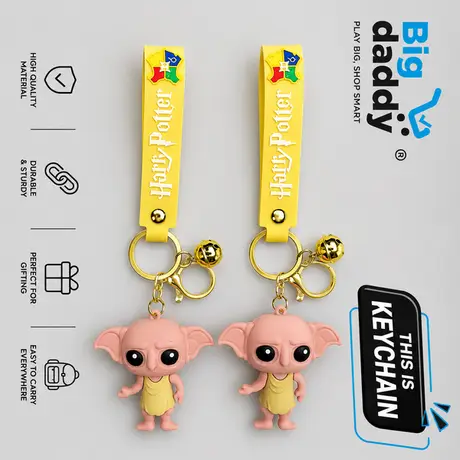 HIGH QUALITY
MATERIAL
DURABLE
& STURDY
PERFECT FOR
GIFTING
EASY TO CARRY
EVERYWHERE
Harry Potter
Harry Potter
Big
daddy
®
PLAY BIG, SHOP SMART
THIS IS
KEYCHAIN